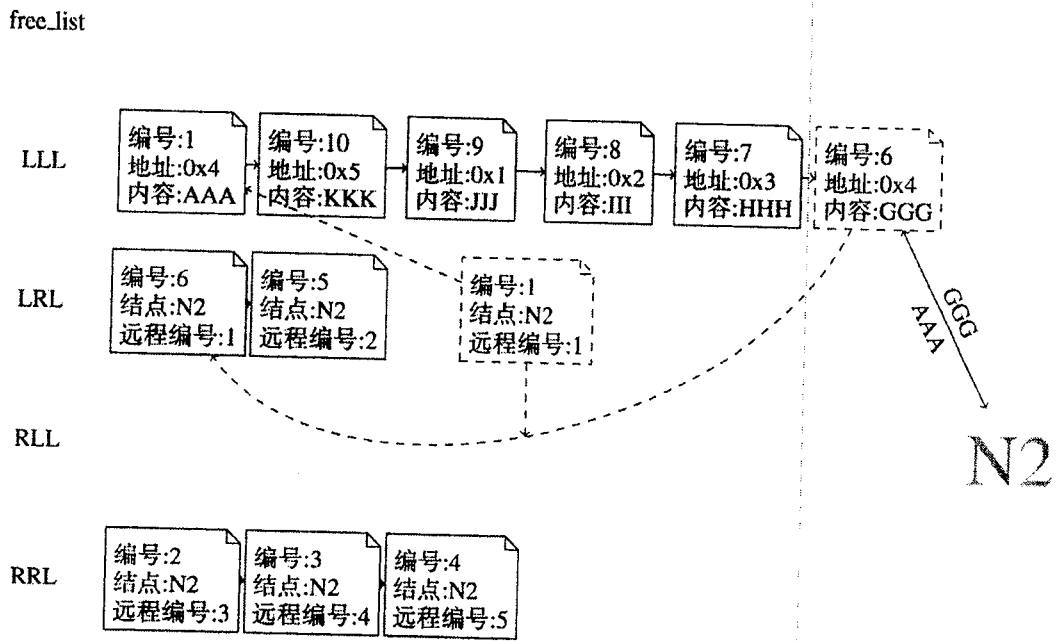 free_list
LLL
编号:1
地址:0x4
内容:AAA
编号:10
地址:0x5
内容:KKK
编号:9
地址:0x1
内容:JJJ
编号:8
地址:0x2
内容:III
编号:7
地址:0x3
内容:HHH
编号:6
地址:0x4
内容:GGG
LRL
编号:6
结点:N2
远程编号:1
编号:5
结点:N2
远程编号:2
编号:1
结点:N2
远程编号:1
GGG
AAA
RLL
N2
RRL
编号:2
结点:N2
远程编号:3
编号:3
结点:N2
远程编号:4
编号:4
结点:N2
远程编号:5